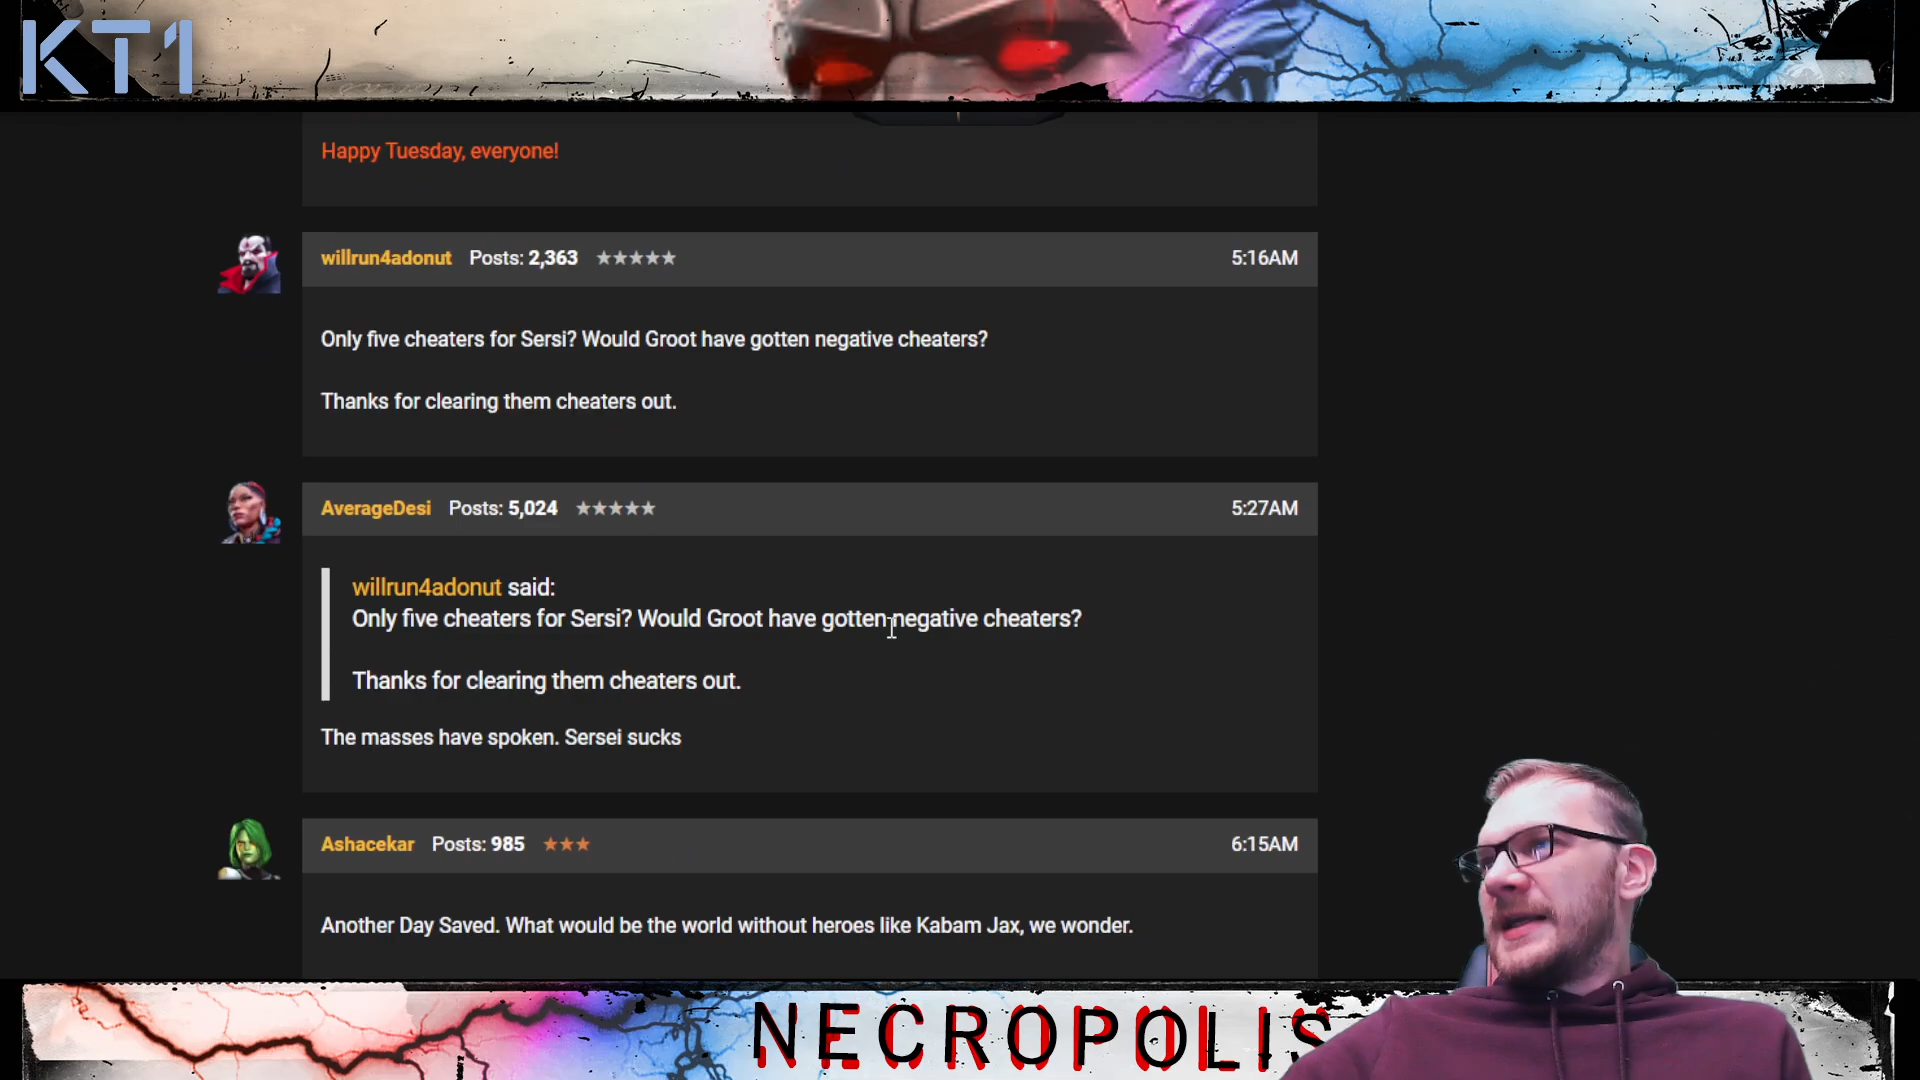 KT1
Happy Tuesday, everyone!
willrun4adonut Posts: 2,363 ★★★★★ 5:16AM
Only five cheaters for Sersi? Would Groot have gotten negative cheaters?
Thanks for clearing them cheaters out.
AverageDesi Posts: 5,024 ★★★★★ 5:27AM
willrun4adonut said:
Only five cheaters for Sersi? Would Groot have gotten negative cheaters?
Thanks for clearing them cheaters out.
The masses have spoken. Sersei sucks
Ashacekar Posts: 985 ★★★ 6:15AM
Another Day Saved. What would be the world without heroes like Kabam Jax, we wonder.
NECROPOLIS